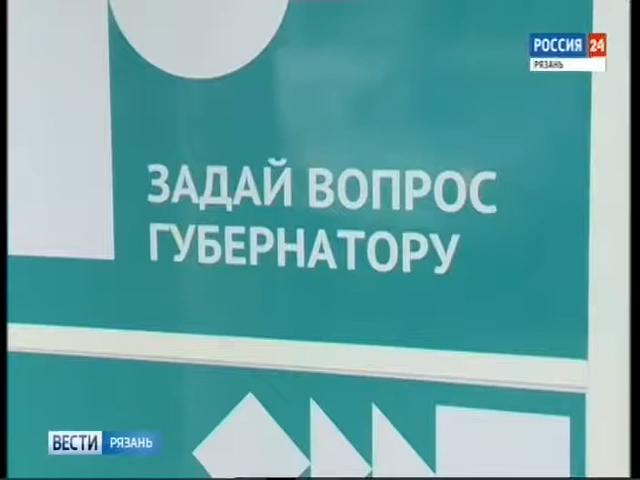 РОССИЯ 24
РЯЗАНЬ
ЗАДАЙ ВОПРОС
ГУБЕРНАТОРУ
ВЕСТИ РЯЗАНЬ